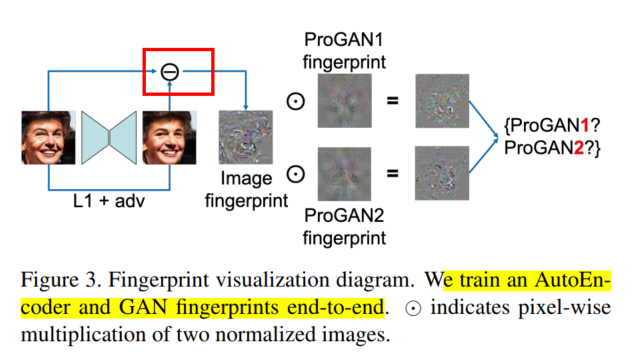 ProGAN1
fingerprint
⊖
⊙
=
{ProGAN1?
ProGAN2?}
Image
fingerprint
⊙
=
L1 + adv
ProGAN2
fingerprint
Figure 3. Fingerprint visualization diagram. We train an AutoEn-
coder and GAN fingerprints end-to-end. ⊙ indicates pixel-wise
multiplication of two normalized images.